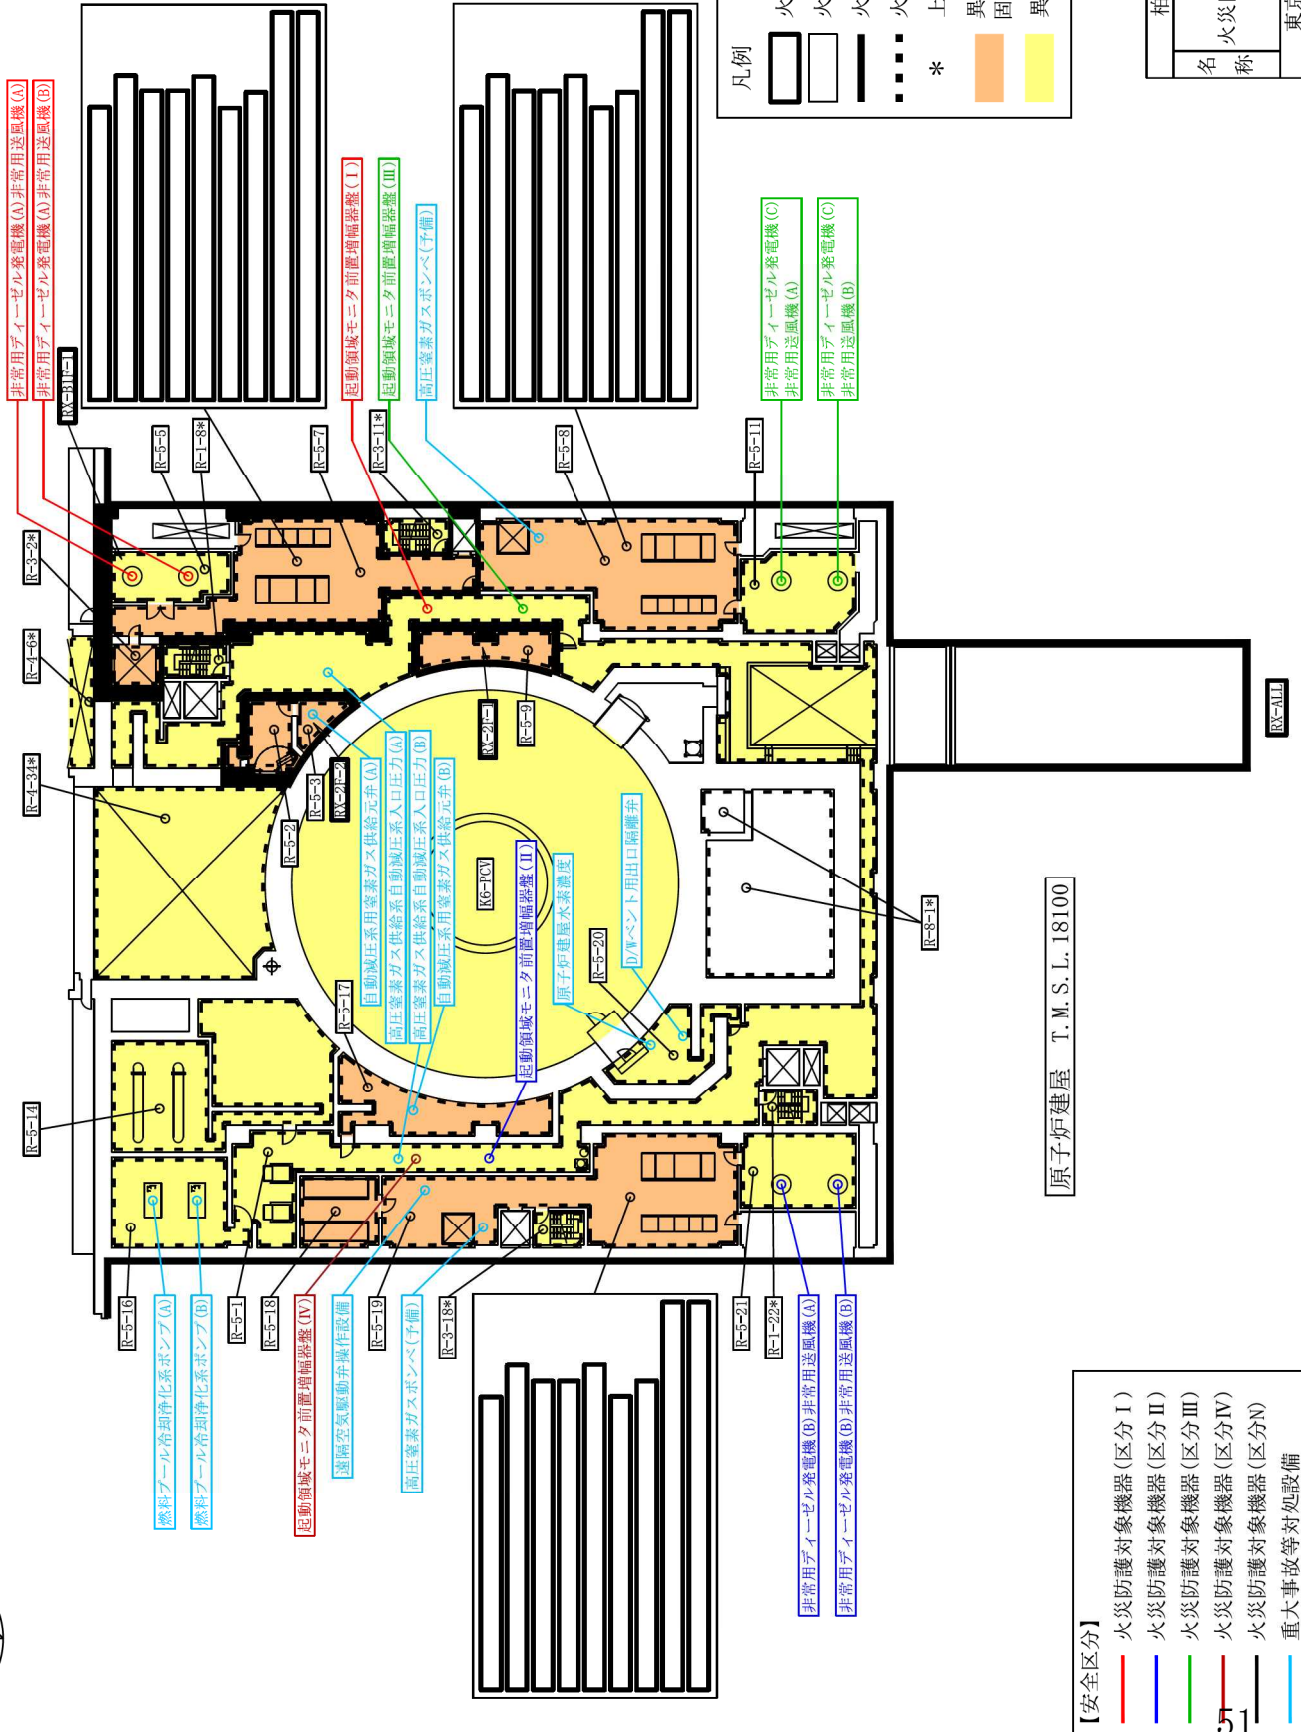 非常用ディーゼル発電機(A)非常用送風機(A)
非常用ディーゼル発電機(A)非常用送風機(B)
RX-B1F-1
R-3-2*
R-4-6*
R-4-34*
R-5-5
R-1-8*
R-5-7
起動領域モニタ前置増幅器盤(Ⅰ)
R-3-11*
起動領域モニタ前置増幅器盤(Ⅲ)
高圧窒素ガスボンベ(予備)
R-5-8
R-5-11
非常用ディーゼル発電機(C)
非常用送風機(A)
非常用ディーゼル発電機(C)
非常用送風機(B)
R-5-2
R-5-3
RX-2F-2
RX-2F-1
R-5-9
自動減圧系用窒素ガス供給元弁(A)
高圧窒素ガス供給系自動減圧系入口圧力(A)
高圧窒素ガス供給系自動減圧系入口圧力(B)
自動減圧系用窒素ガス供給元弁(B)
K6-PCV
起動領域モニタ前置増幅器盤(Ⅱ)
原子炉建屋水素濃度
R-5-20
D/Wベント用出口隔離弁
R-5-17
R-8-1*
RX-ALL
R-5-14
R-5-16
燃料プール冷却浄化系ポンプ(A)
燃料プール冷却浄化系ポンプ(B)
R-5-1
R-5-18
起動領域モニタ前置増幅器盤(Ⅳ)
遠隔空気駆動弁操作設備
R-5-19
高圧窒素ガスボンベ(予備)
R-3-18*
R-5-21
R-1-22*
非常用ディーゼル発電機(B)非常用送風機(A)
非常用ディーゼル発電機(B)非常用送風機(B)
原子炉建屋 T.M.S.L.18100
凡例
火
火
火
火
* 上
異
固
異
柏
名称
火災
東京
【安全区分】
火災防護対象機器(区分Ⅰ)
火災防護対象機器(区分Ⅱ)
火災防護対象機器(区分Ⅲ)
火災防護対象機器(区分Ⅳ)
火災防護対象機器(区分N)
重大事故等対処設備
51